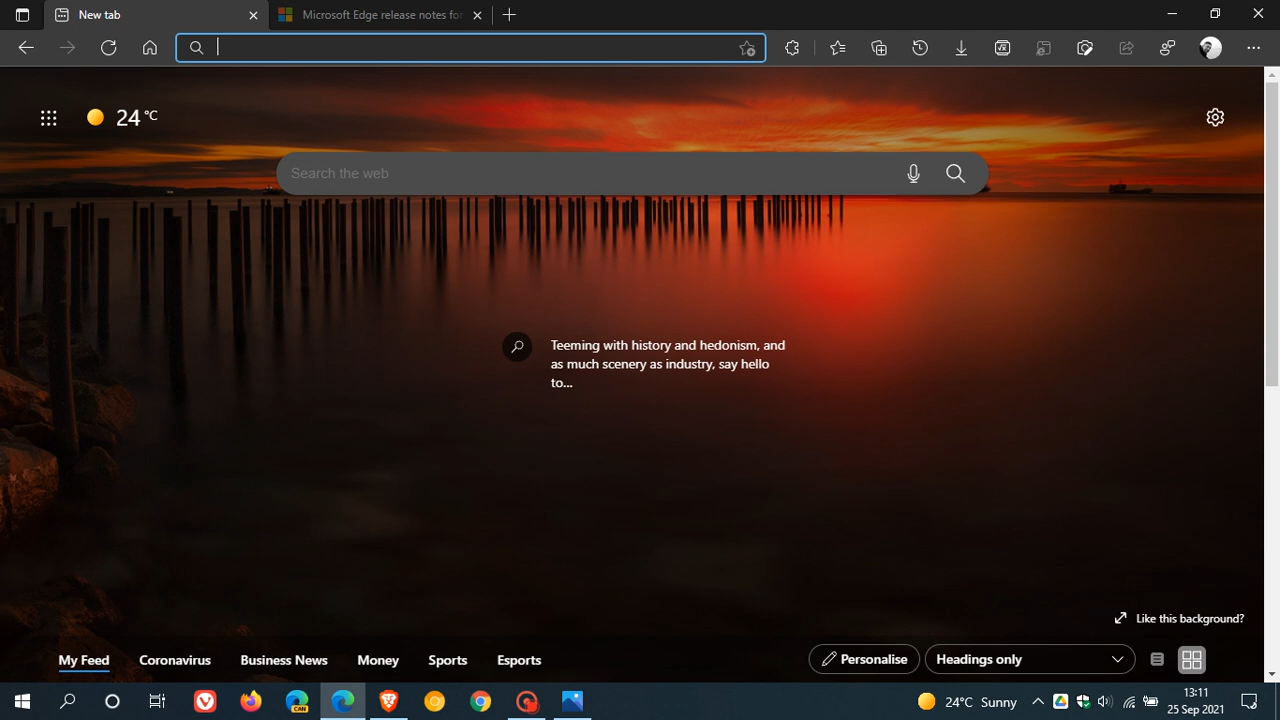 New tab
Microsoft Edge release notes for
24 °C
Search the web
Teeming with history and hedonism, and
as much scenery as industry, say hello
to...
Like this background?
My Feed
Coronavirus
Business News
Money
Sports
Esports
Personalise
Headings only
CAN
24°C Sunny
13:11
25 Sep 2021